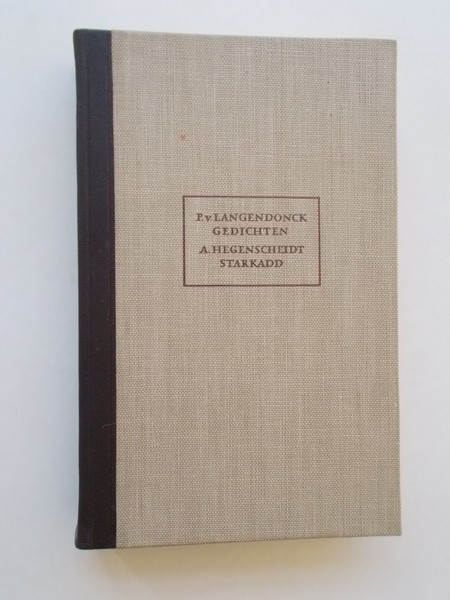 P. v. LANGENDONCK
GEDICHTEN
A. HEGENSCHEIDT
STARKADD